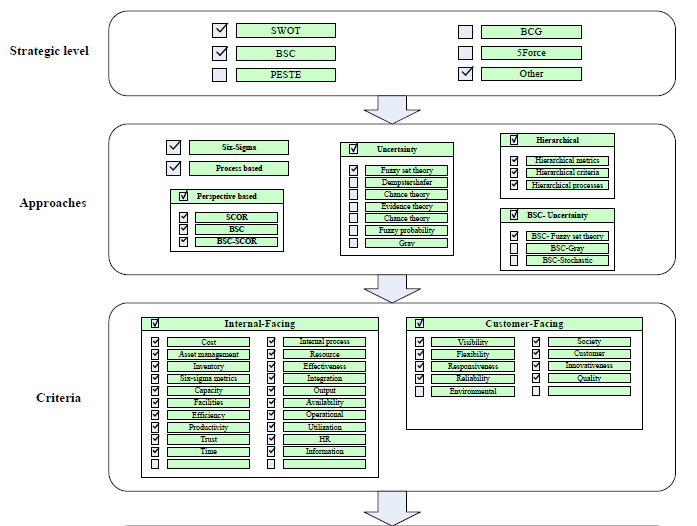 Strategic level
SWOT
BSC
PESTE
BCG
5Force
Other
Approaches
Six-Sigma
Process based
Perspective based
SCOR
BSC
BSC-SCOR
Uncertainty
Fuzzy set theory
Dempstershafer
Chance theory
Evidence theory
Chance theory
Fuzzy probability
Gray
Hierarchical
Hierarchical metrics
Hierarchical criteria
Hierarchical processes
BSC- Uncertainty
BSC- Fuzzy set theory
BSC-Gray
BSC-Stochastic
Criteria
Internal-Facing
Cost
Asset management
Inventory
Six-sigma metrics
Capacity
Facilities
Efficiency
Productivity
Trust
Time
Internal process
Resource
Effectiveness
Integration
Output
Availability
Operational
Utilization
HR
Information
Customer-Facing
Visibility
Flexibility
Responsiveness
Reliability
Environmental
Society
Customer
Innovativeness
Quality